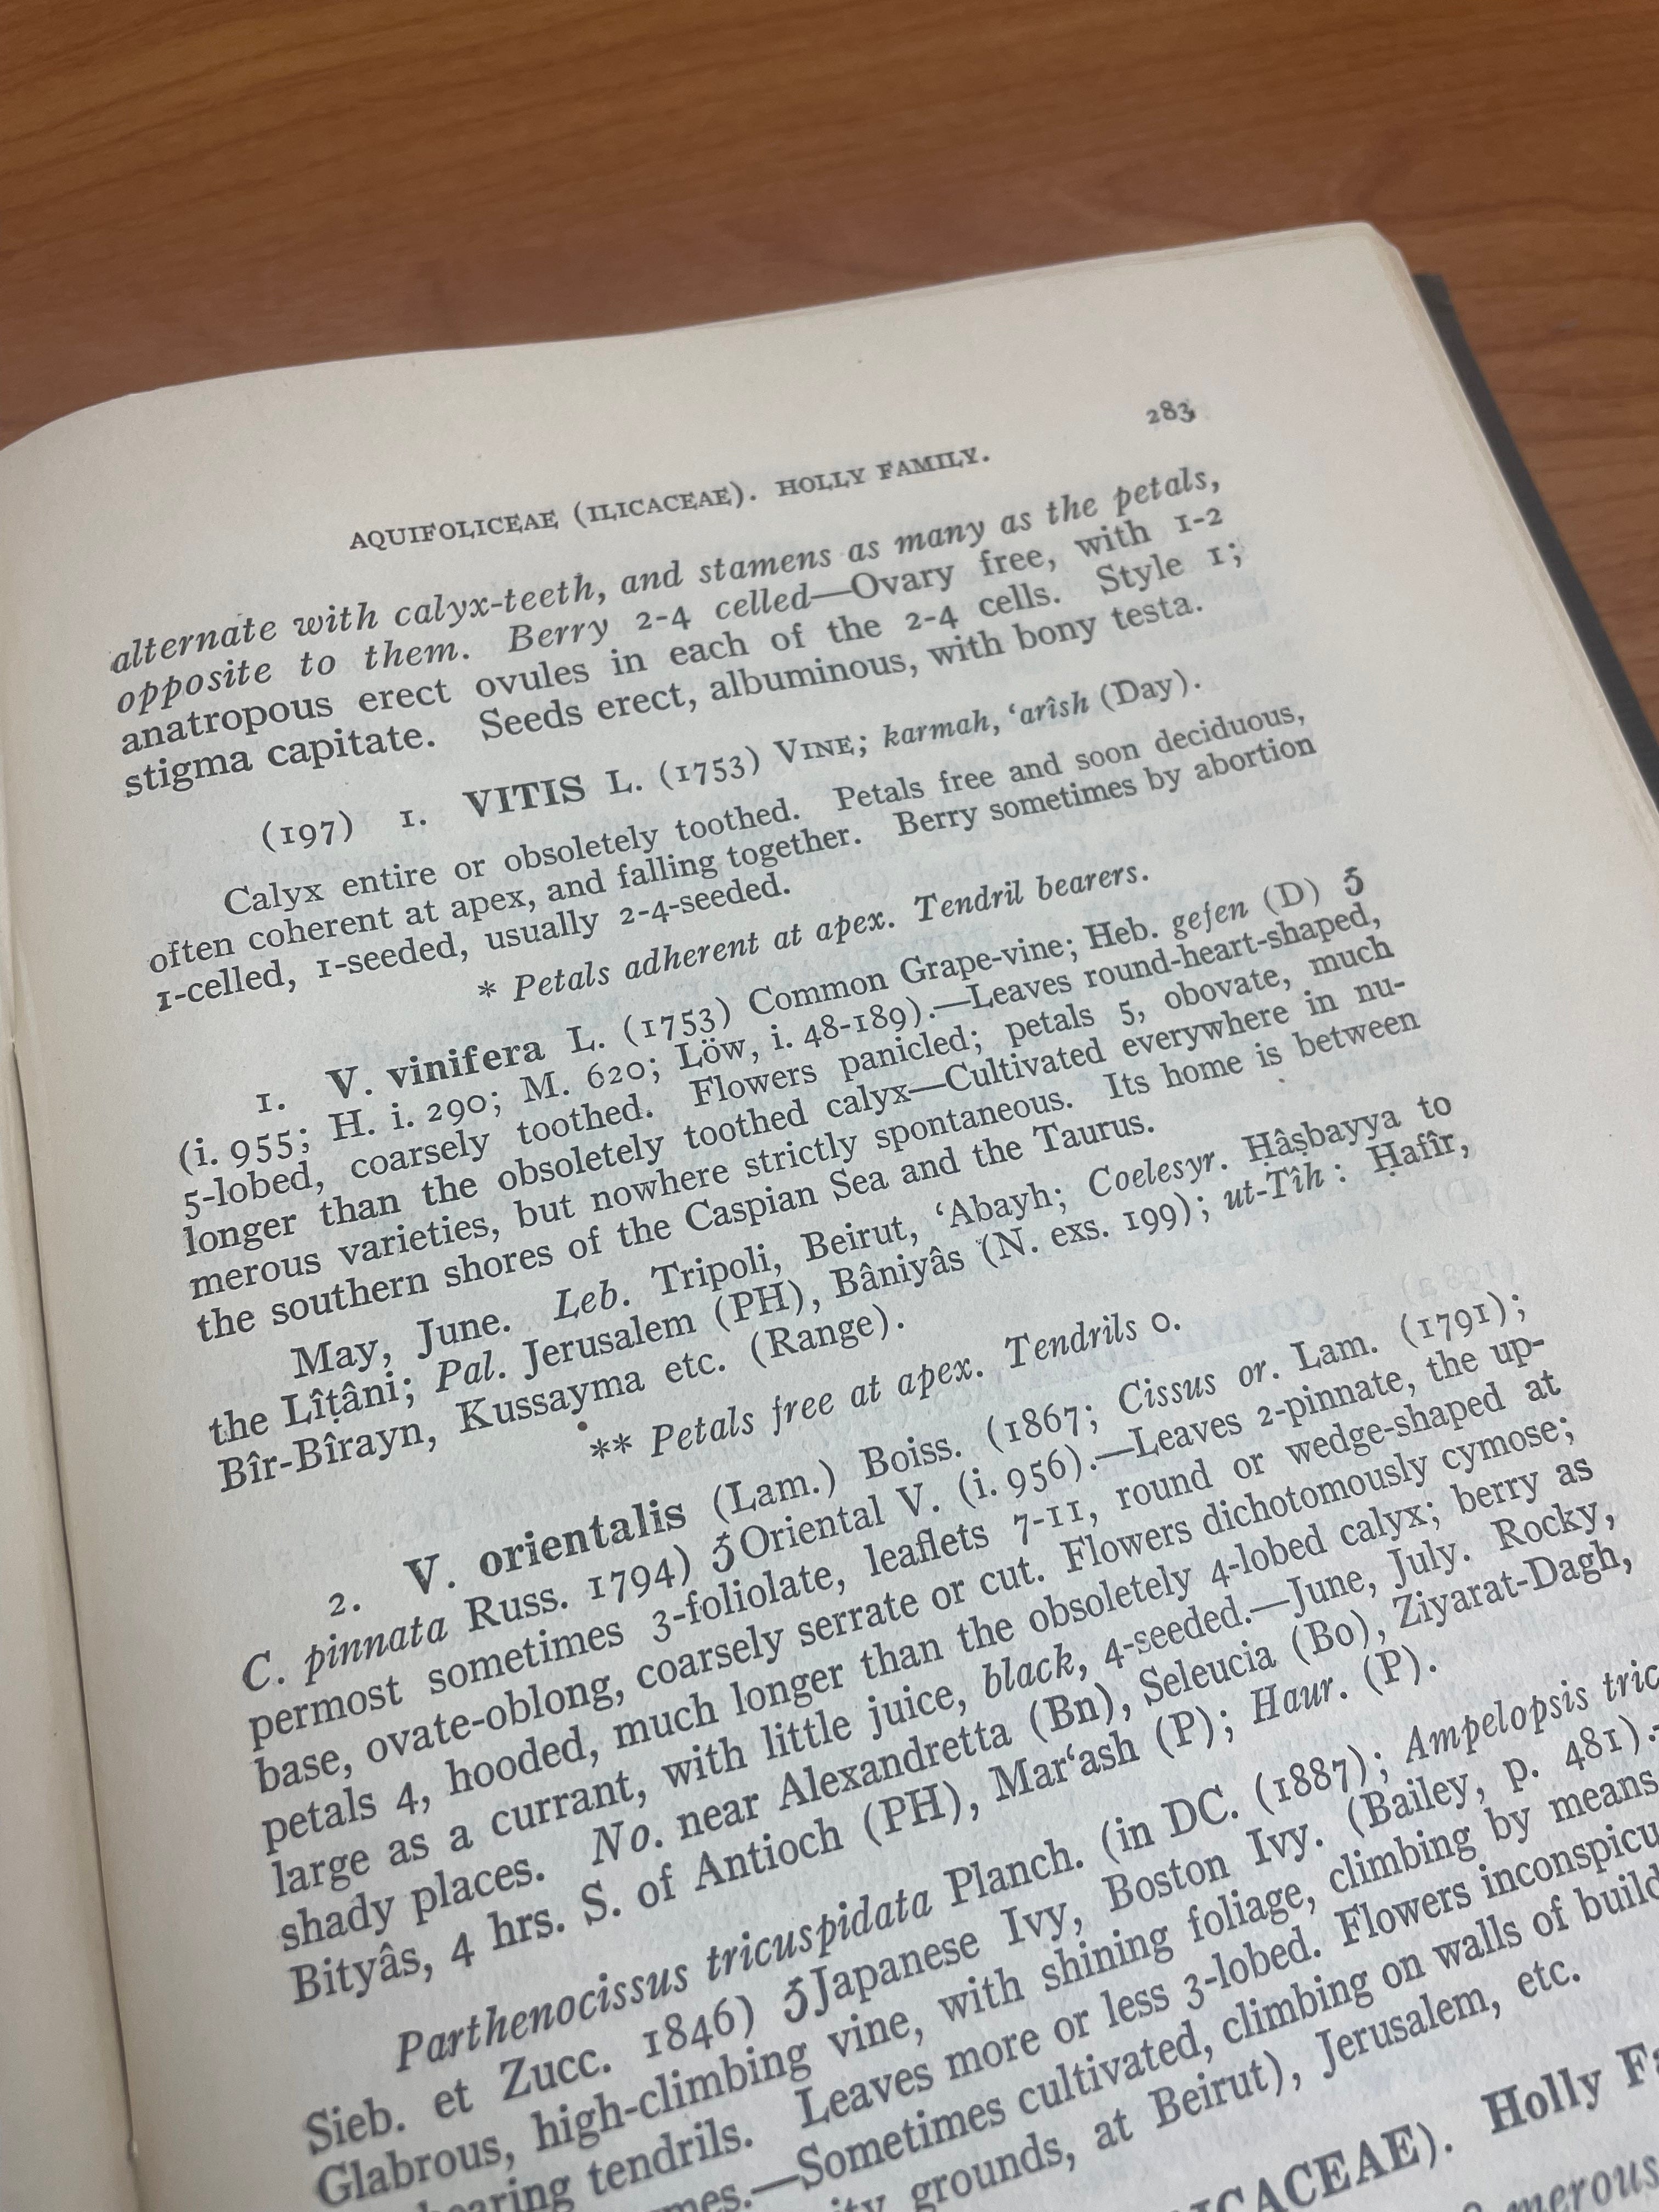 283
AQUIFOLICEAE (ILICACEAE). HOLLY FAMILY.
alternate with calyx-teeth, and stamens as many as the petals,
opposite to them. Berry 2-4 celled—Ovary free, with 1-2
anatropous erect ovules in each of the 2-4 cells. Style 1;
stigma capitate. Seeds erect, albuminous, with bony testa.
(197) 1. VITIS L. (1753) VINE; karmah, ‘arîsh (Day).
Calyx entire or obsoletely toothed. Petals free and soon deciduous,
often coherent at apex, and falling together. Berry sometimes by abortion
1-celled, 1-seeded, usually 2-4-seeded.
* Petals adherent at apex. Tendril bearers.
1. V. vinifera L. (1753) Common Grape-vine; Heb. gefen (D) ♄
(i. 955; H. i. 290; M. 620; Löw, i. 48-189).—Leaves round-heart-shaped,
5-lobed, coarsely toothed. Flowers panicled; petals 5, obovate, much
longer than the obsoletely toothed calyx—Cultivated everywhere in nu-
merous varieties, but nowhere strictly spontaneous. Its home is between
the southern shores of the Caspian Sea and the Taurus.
May, June. Leb. Tripoli, Beirut, ‘Abayh; Coelesyr. Ḥâṣbayya to
the Lîṭâni; Pal. Jerusalem (PH), Bâniyâs (N. exs. 199); ut-Tîh: Ḥafîr,
Bîr-Bîrayn, Kussayma etc. (Range).
** Petals free at apex. Tendrils 0.
2. V. orientalis (Lam.) Boiss. (1867; Cissus or. Lam. (1791);
C. pinnata Russ. 1794) ♄ Oriental V. (i. 956).—Leaves 2-pinnate, the up-
permost sometimes 3-foliolate, leaflets 7-11, round or wedge-shaped at
base, ovate-oblong, coarsely serrate or cut. Flowers dichotomously cymose;
petals 4, hooded, much longer than the obsoletely 4-lobed calyx; berry as
large as a currant, with little juice, black, 4-seeded.—June, July. Rocky,
shady places. No. near Alexandretta (Bn), Seleucia (Bo), Ziyarat-Dagh,
Bityâs, 4 hrs. S. of Antioch (PH), Mar‘ash (P); Haur. (P).
Parthenocissus tricuspidata Planch. (in DC. (1887); Ampelopsis tric
Sieb. et Zucc. 1846) ♄ Japanese Ivy, Boston Ivy. (Bailey, p. 481).—
Glabrous, high-climbing vine, with shining foliage, climbing by means
bearing tendrils. Leaves more or less 3-lobed. Flowers inconspicu
mes.—Sometimes cultivated, climbing on walls of build
ity grounds, at Beirut), Jerusalem, etc.
ICACEAE). Holly Fa
merous